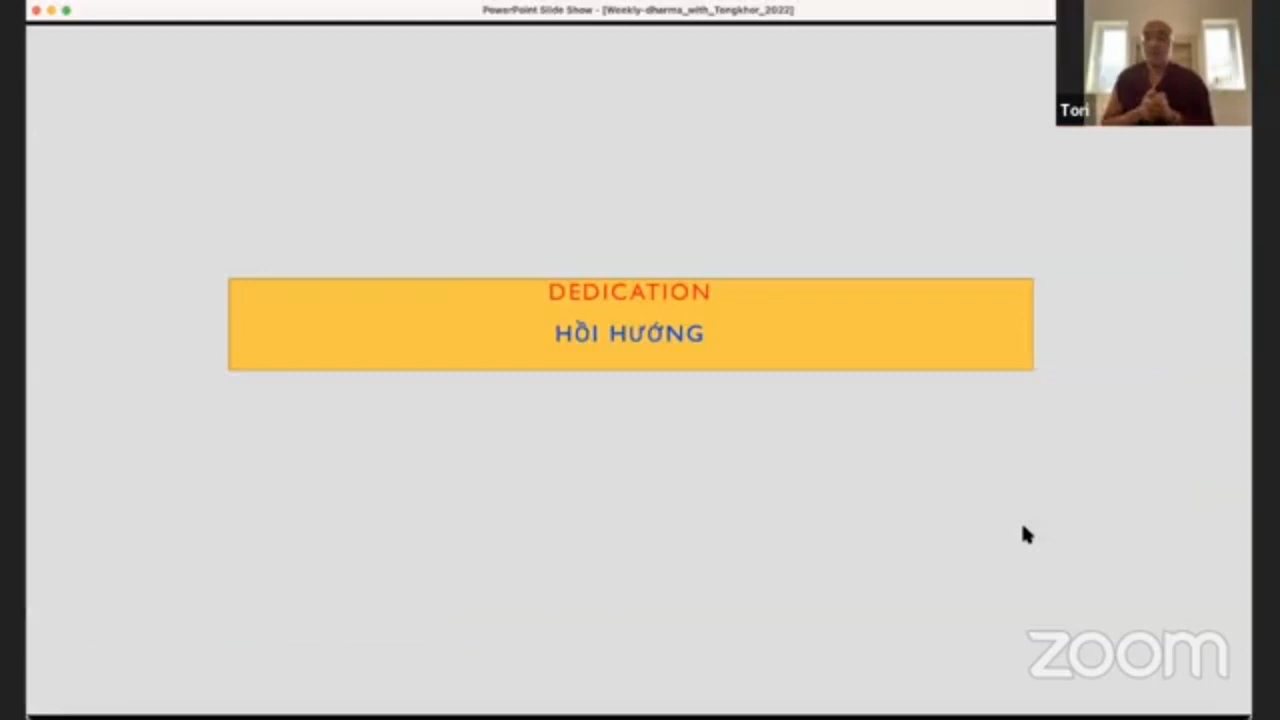 PowerPoint Slide Show - [Weekly-dharma_with_Tongkhor_2022]
Tori
DEDICATION
HỒI HƯỚNG
zoom